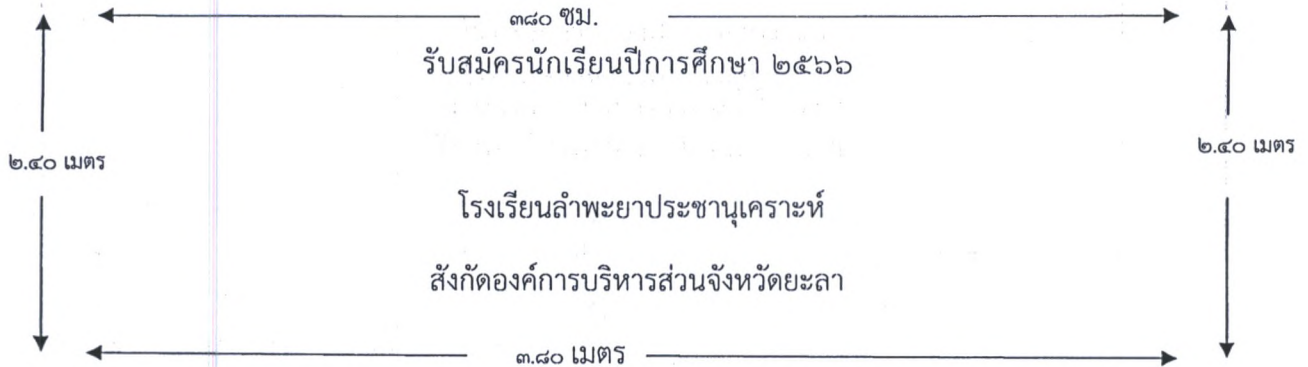 ๓๘๐ ซม.
รับสมัครนักเรียนปีการศึกษา ๒๕๖๖
๒.๔๐ เมตร
๒.๔๐ เมตร
โรงเรียนลำพะยาประชานุเคราะห์
สังกัดองค์การบริหารส่วนจังหวัดยะลา
๓.๘๐ เมตร